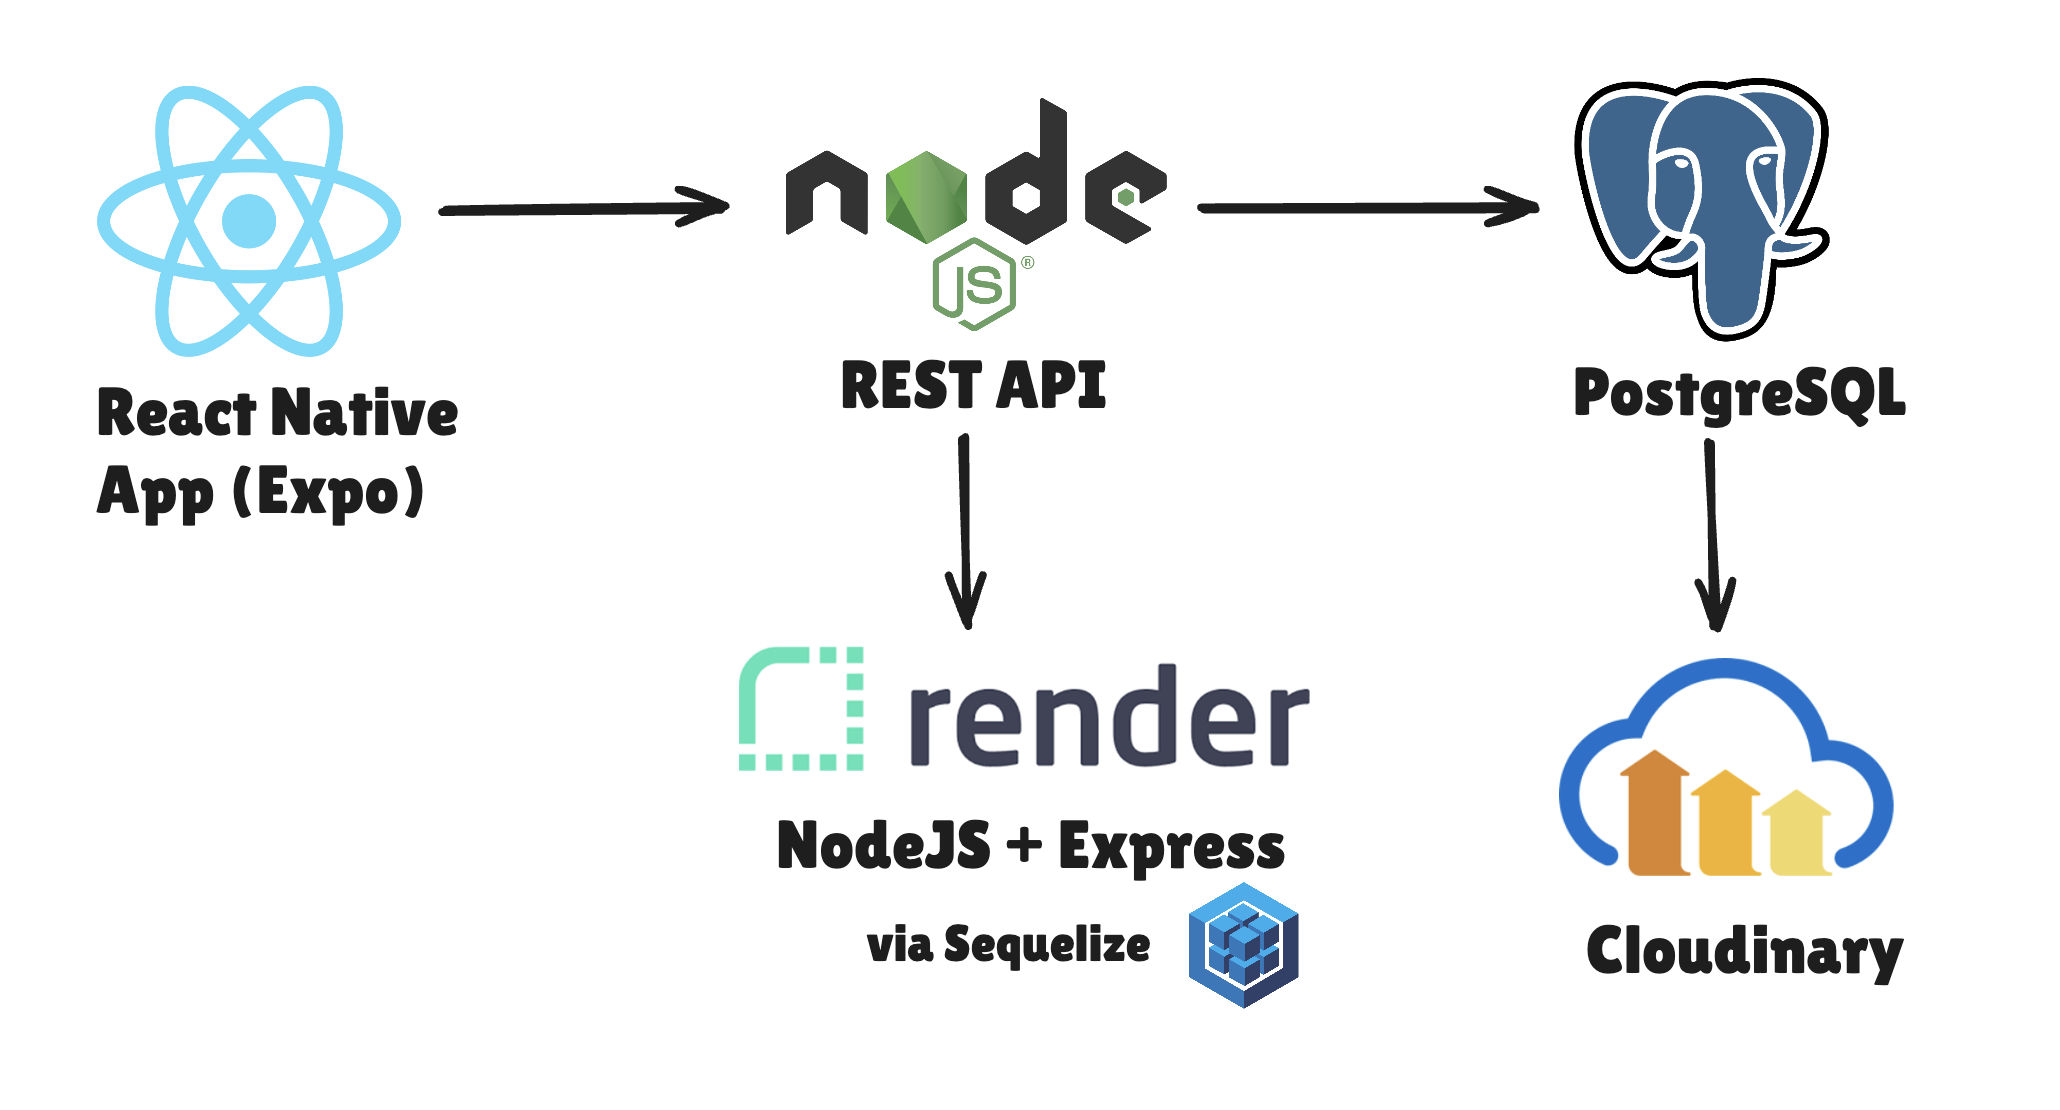 node
JS ®
React Native
App (Expo)
REST API
PostgreSQL
render
NodeJS + Express
via Sequelize
Cloudinary